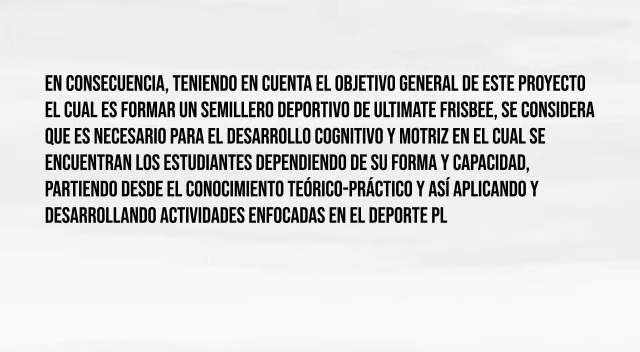 EN CONSECUENCIA, TENIENDO EN CUENTA EL OBJETIVO GENERAL DE ESTE PROYECTO
EL CUAL ES FORMAR UN SEMILLERO DEPORTIVO DE ULTIMATE FRISBEE, SE CONSIDERA
QUE ES NECESARIO PARA EL DESARROLLO COGNITIVO Y MOTRIZ EN EL CUAL SE
ENCUENTRAN LOS ESTUDIANTES DEPENDIENDO DE SU FORMA Y CAPACIDAD,
PARTIENDO DESDE EL CONOCIMIENTO TEÓRICO-PRÁCTICO Y ASÍ APLICANDO Y
DESARROLLANDO ACTIVIDADES ENFOCADAS EN EL DEPORTE PL